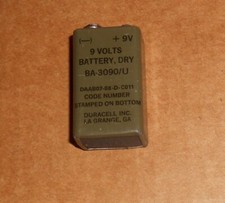 (—) + 9V
9 VOLTS
BATTERY, DRY
BA-3090/U
CODE NUMBER
STAMPED ON BOTTOM
DURACELL INC.
LA GRANGE, GA.